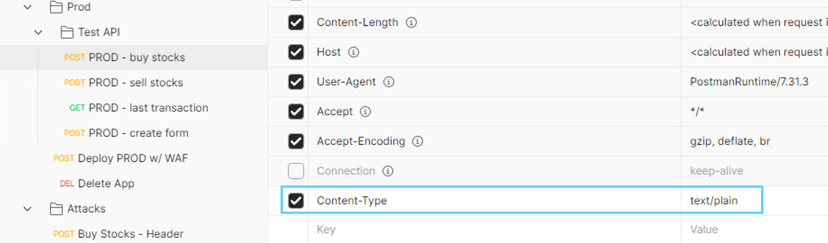 Prod
Test API
POST PROD - buy stocks
POST PROD - sell stocks
GET PROD - last transaction
POST PROD - create form
POST Deploy PROD w/ WAF
DEL Delete App
Attacks
POST Buy Stocks - Header
Content-Length <calculated when request i
Host <calculated when request i
User-Agent PostmanRuntime/7.31.3
Accept */*
Accept-Encoding gzip, deflate, br
Connection keep-alive
Content-Type text/plain
Key Value